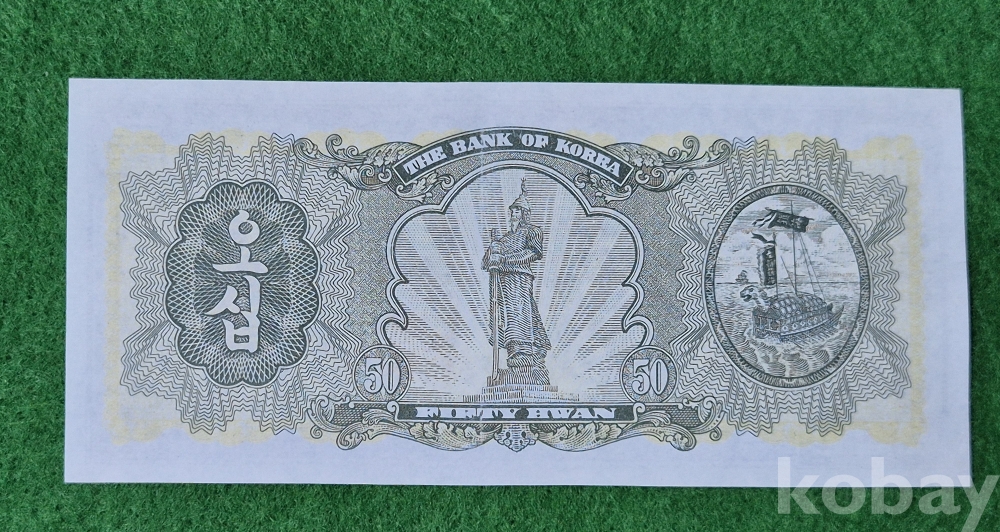 THE BANK OF KOREA
오
십
50
50
FIFTY HWAN
kobay